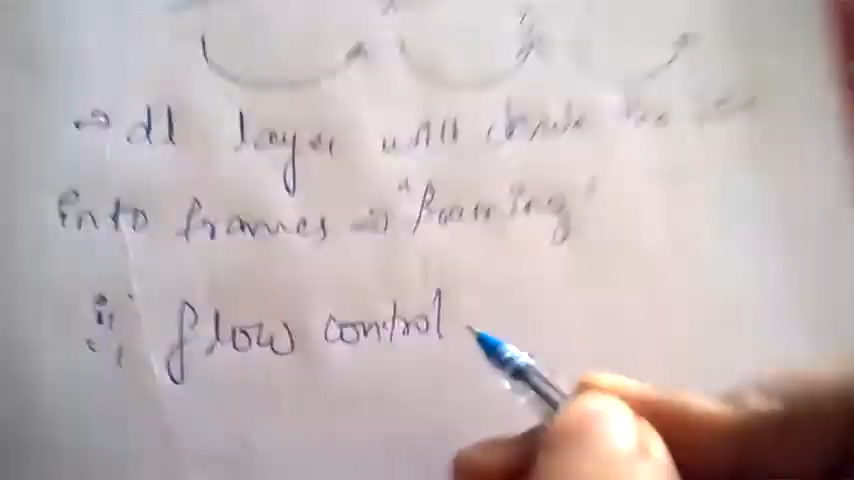 → dl layer will divide the
into frames → "framing"
ii, flow control